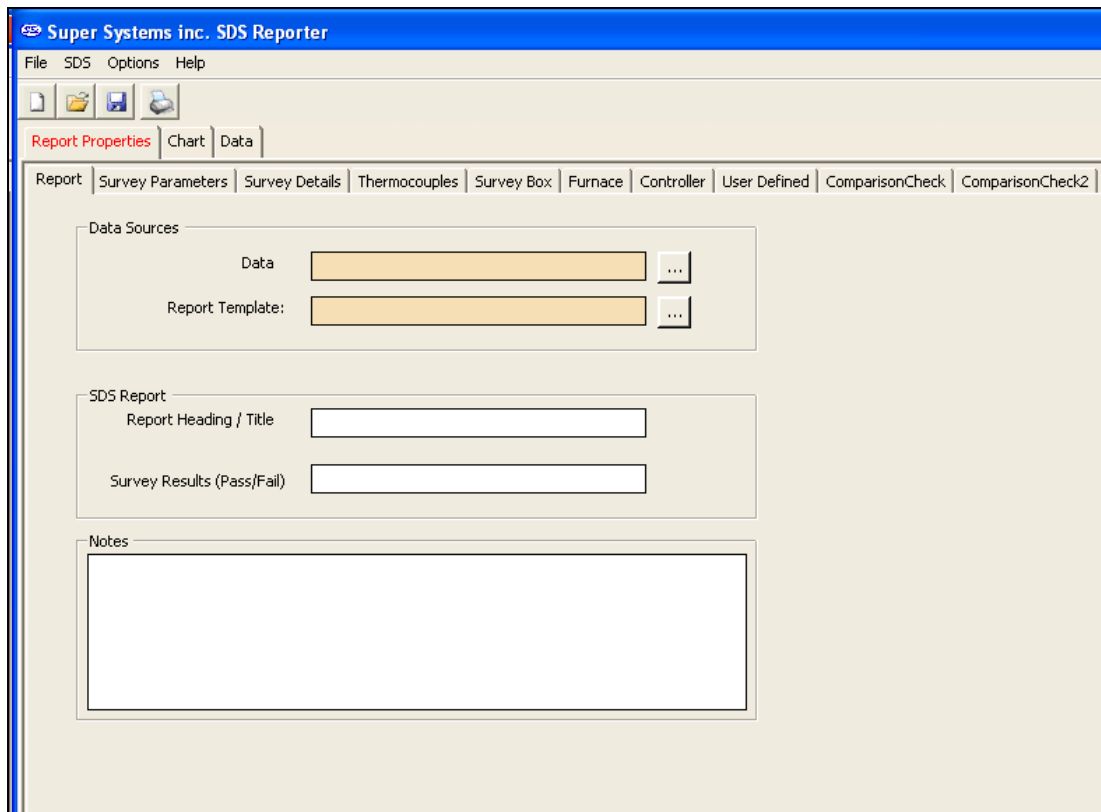 Super Systems inc. SDS Reporter
File SDS Options Help
Report Properties Chart Data
Report Survey Parameters Survey Details Thermocouples Survey Box Furnace Controller User Defined ComparisonCheck ComparisonCheck2
Data Sources
Data ...
Report Template: ...
SDS Report
Report Heading / Title
Survey Results (Pass/Fail)
Notes